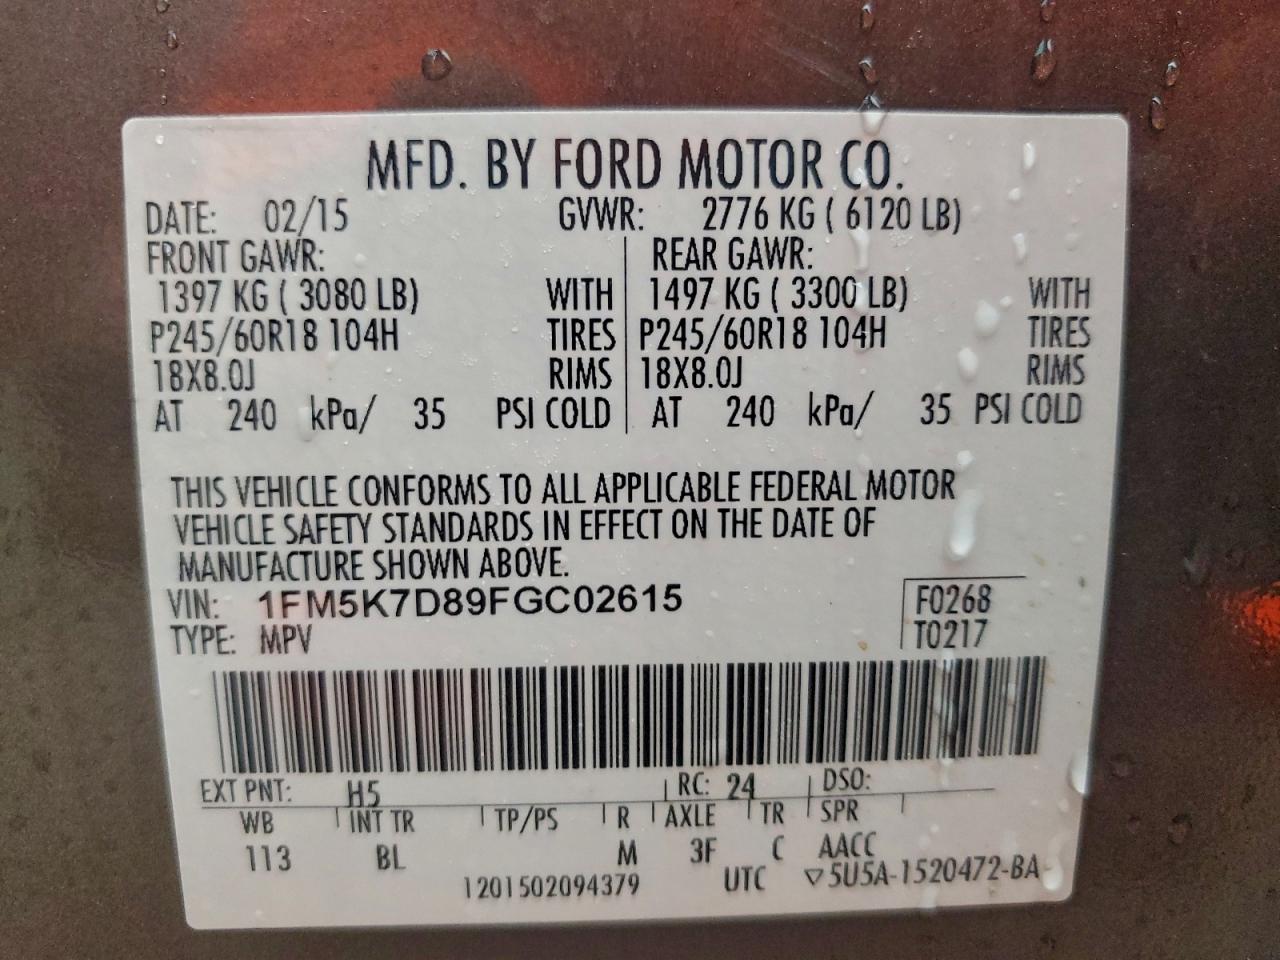 MFD. BY FORD MOTOR CO.
DATE: 02/15 GVWR: 2776 KG ( 6120 LB)
FRONT GAWR: REAR GAWR:
1397 KG ( 3080 LB) WITH 1497 KG ( 3300 LB) WITH
P245/60R18 104H TIRES P245/60R18 104H TIRES
18X8.0J RIMS 18X8.0J RIMS
AT 240 kPa/ 35 PSI COLD AT 240 kPa/ 35 PSI COLD
THIS VEHICLE CONFORMS TO ALL APPLICABLE FEDERAL MOTOR
VEHICLE SAFETY STANDARDS IN EFFECT ON THE DATE OF
MANUFACTURE SHOWN ABOVE.
VIN: 1FM5K7D89FGC02615 F0268
TYPE: MPV T0217
EXT PNT: H5 RC: 24 DSO:
WB INT TR TP/PS R AXLE TR SPR
113 BL M 3F C AACC
1201502094379 UTC ▽5U5A-1520472-BA